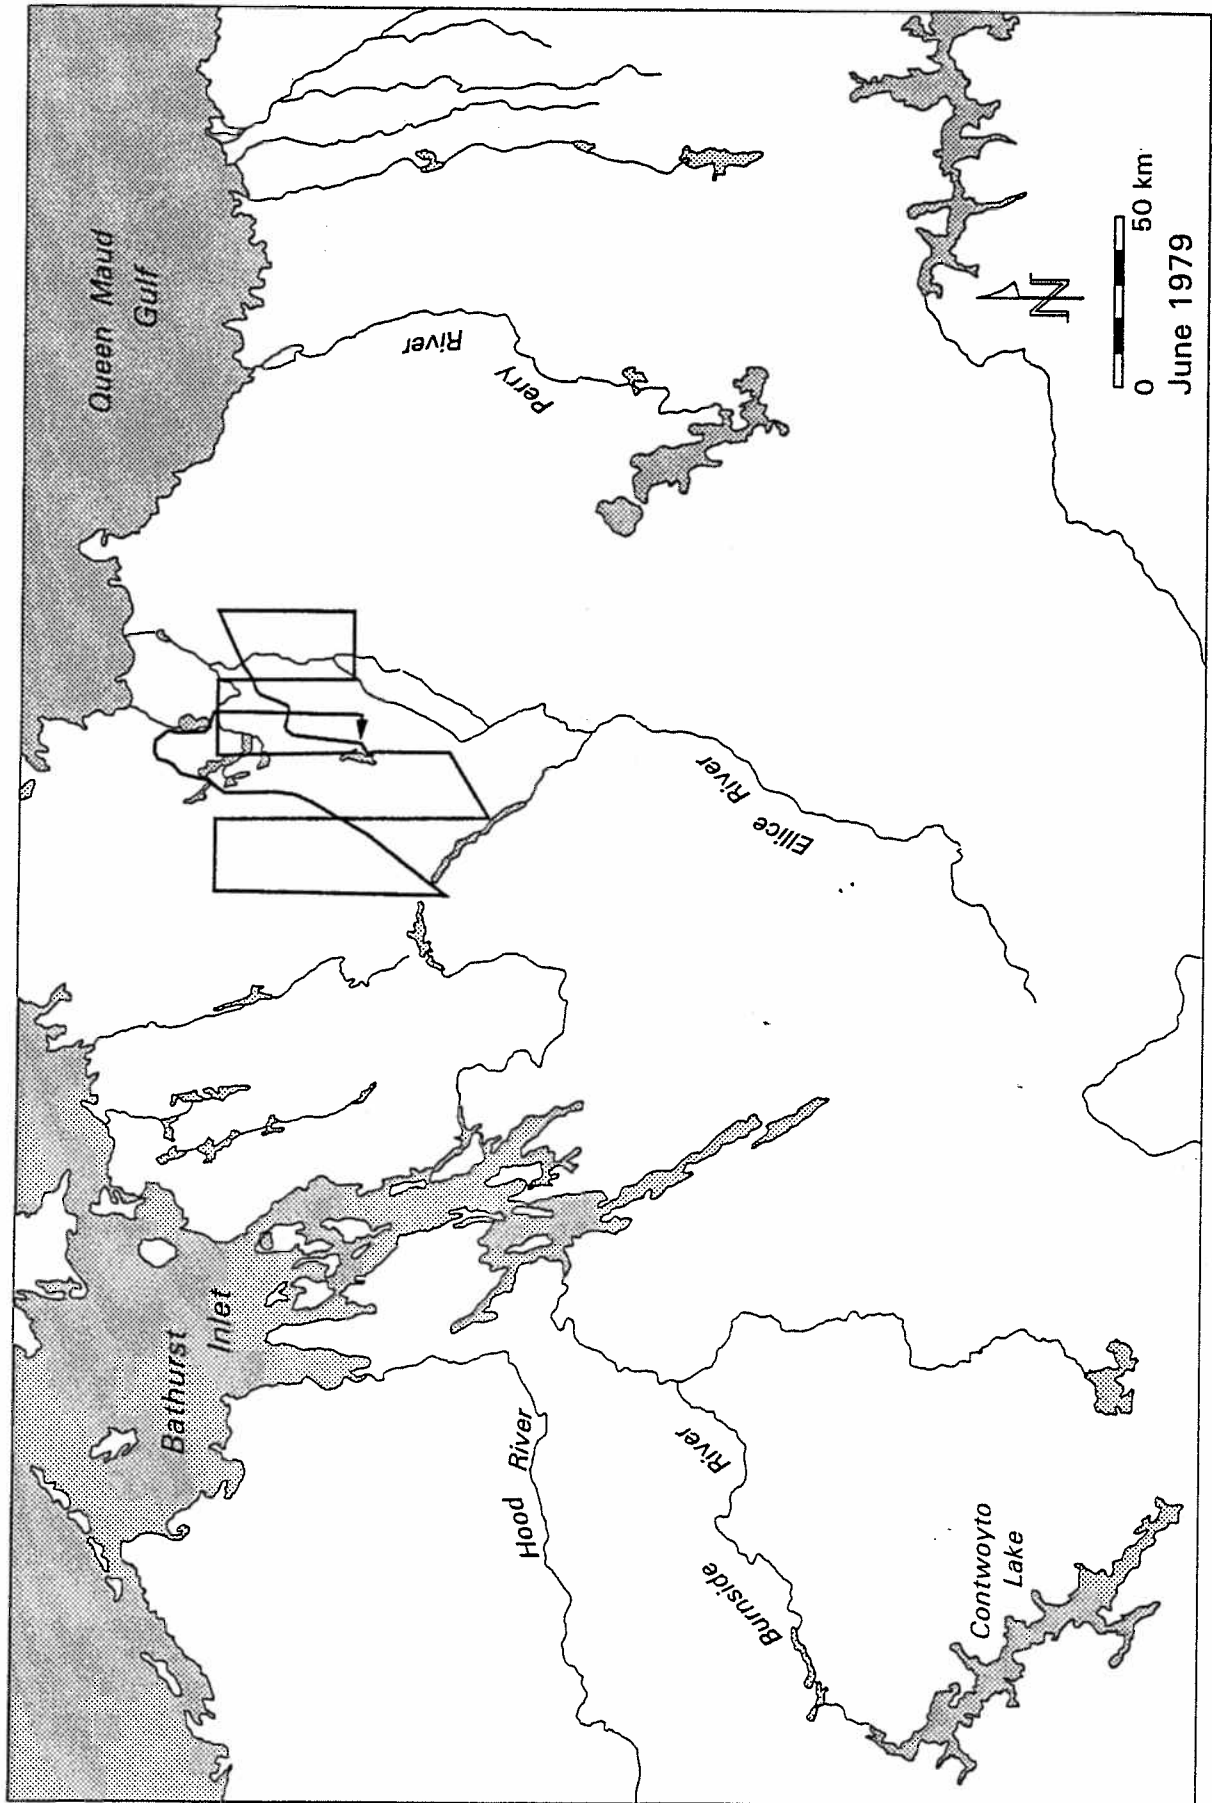 Queen Maud
Gulf
Bathurst
Inlet
Perry
River
Ellice River
Hood River
Burnside
River
Contwoyto
Lake
N
0 50 km
June 1979